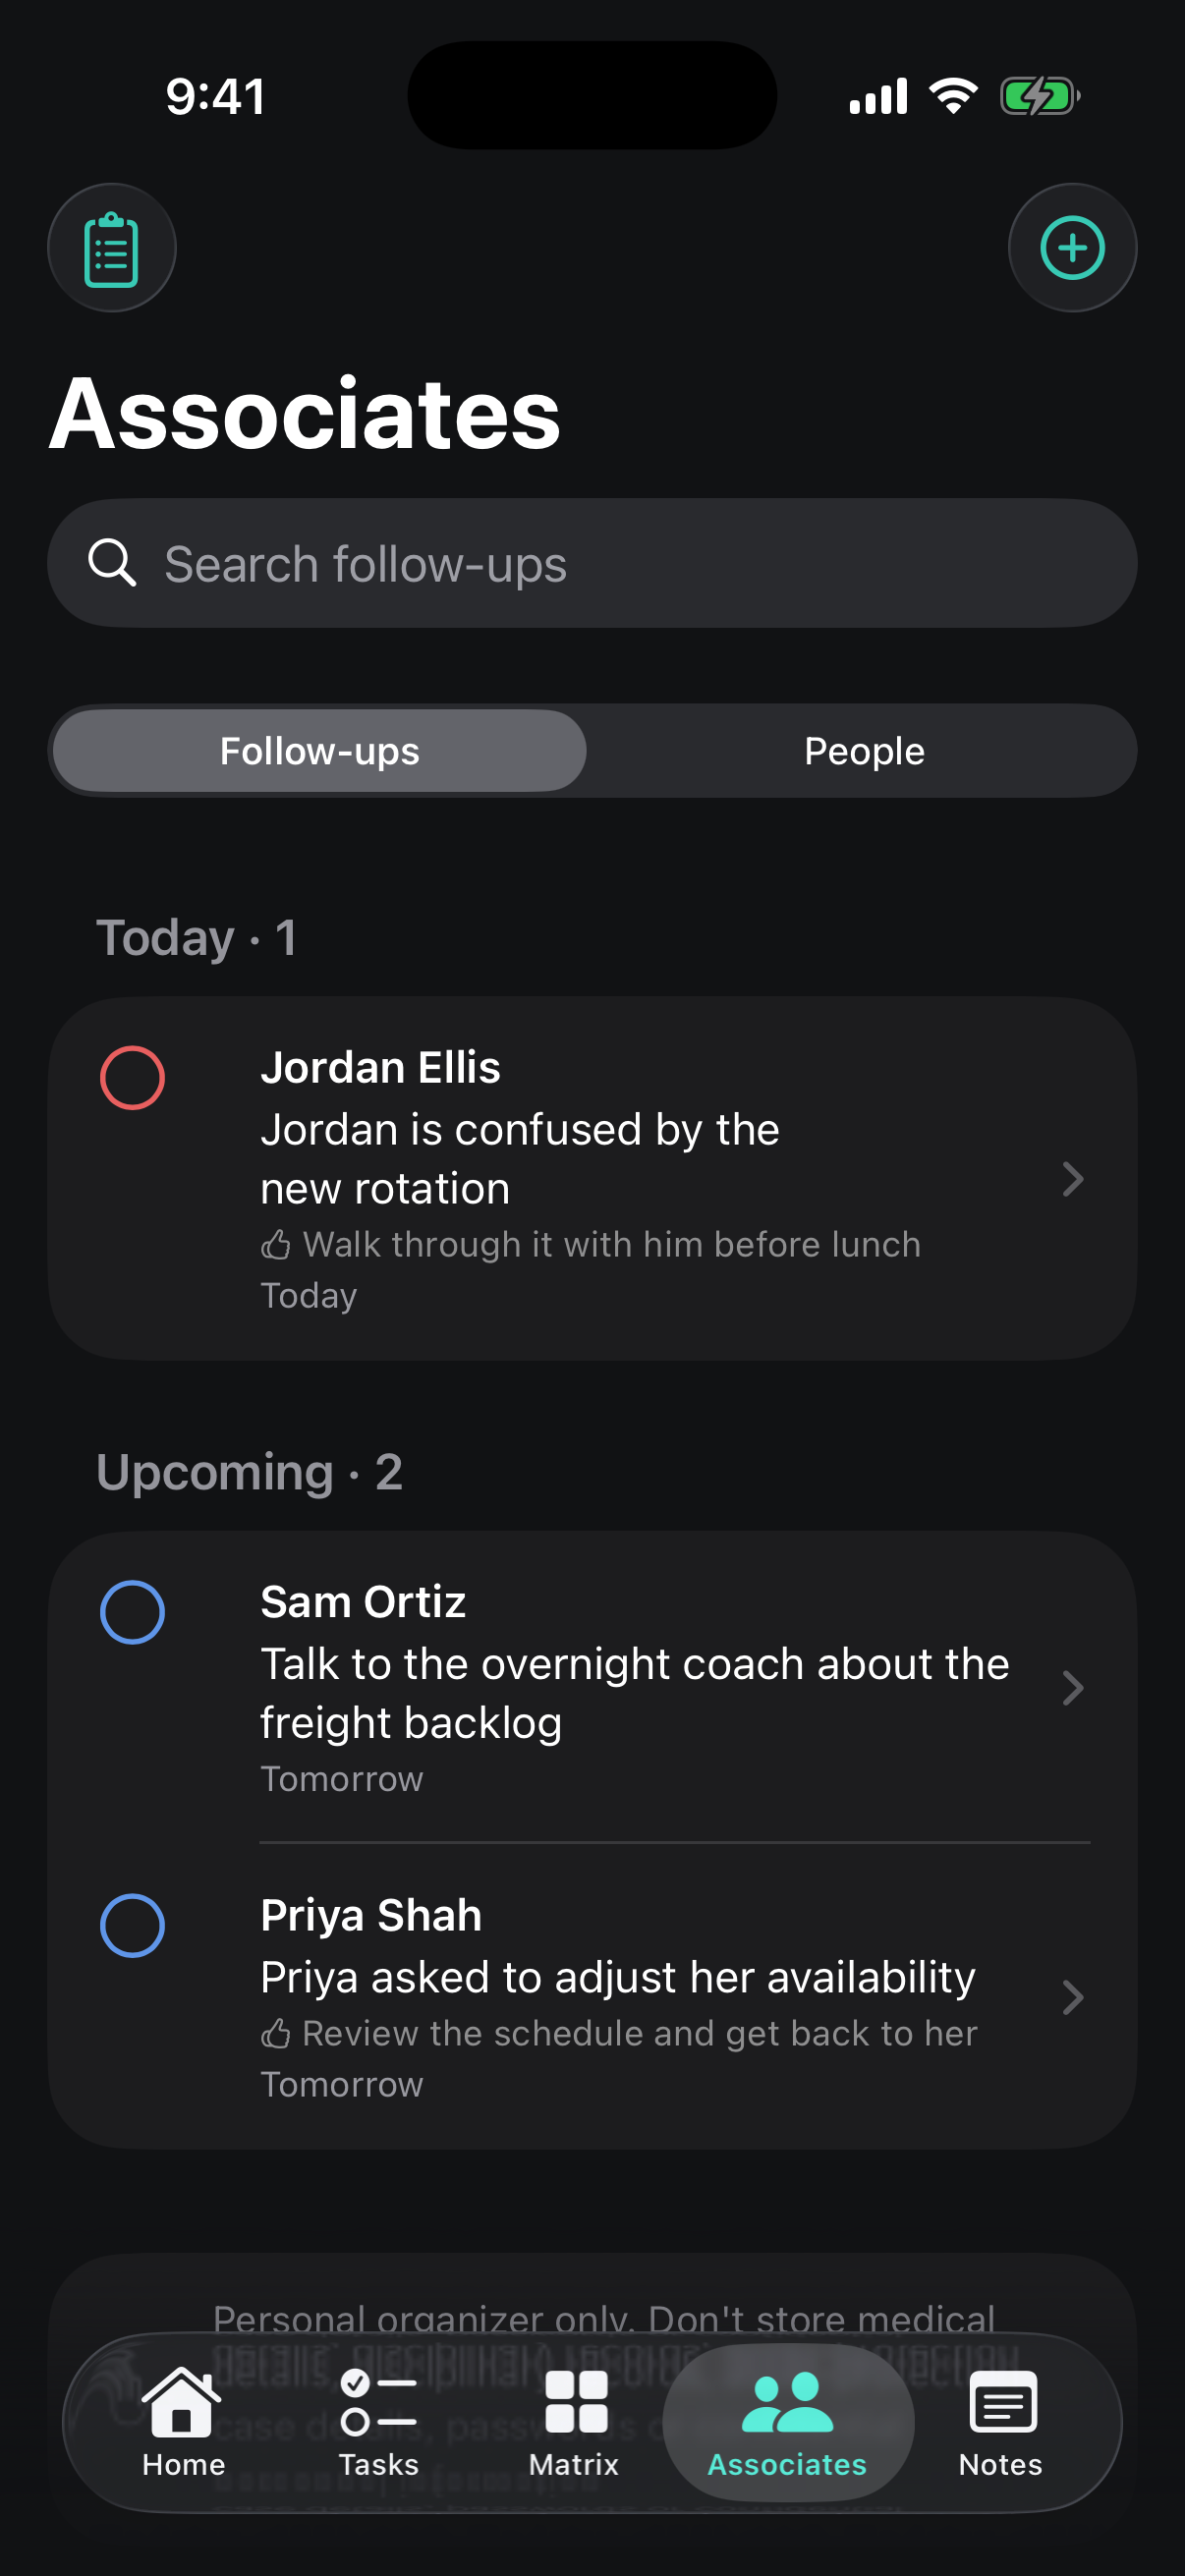 9:41
Associates
Search follow-ups
Follow-ups
People
Today · 1
Jordan Ellis
Jordan is confused by the
new rotation
Walk through it with him before lunch
Today
Upcoming · 2
Sam Ortiz
Talk to the overnight coach about the
freight backlog
Tomorrow
Priya Shah
Priya asked to adjust her availability
Review the schedule and get back to her
Tomorrow
Personal organizer only. Don't store medical
Home
Tasks
Matrix
Associates
Notes